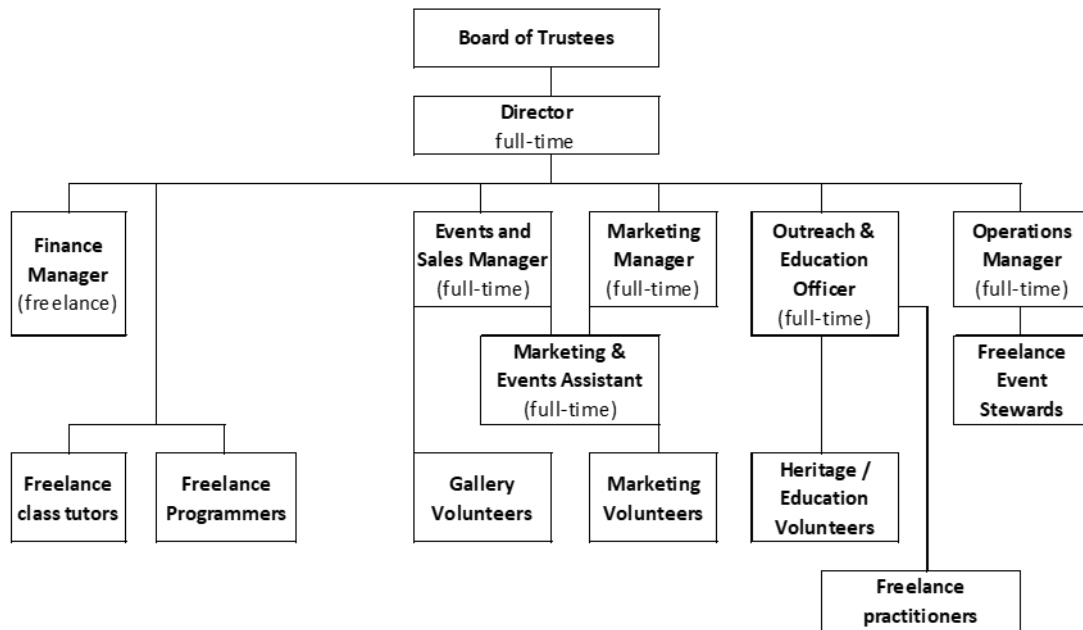 Board of Trustees
Director
full-time
Finance
Manager
(freelance)
Events and
Sales Manager
(full-time)
Marketing
Manager
(full-time)
Outreach &
Education
Officer
(full-time)
Operations
Manager
(full-time)
Marketing &
Events Assistant
(full-time)
Freelance
Event
Stewards
Freelance
class tutors
Freelance
Programmers
Gallery
Volunteers
Marketing
Volunteers
Heritage /
Education
Volunteers
Freelance
practitioners